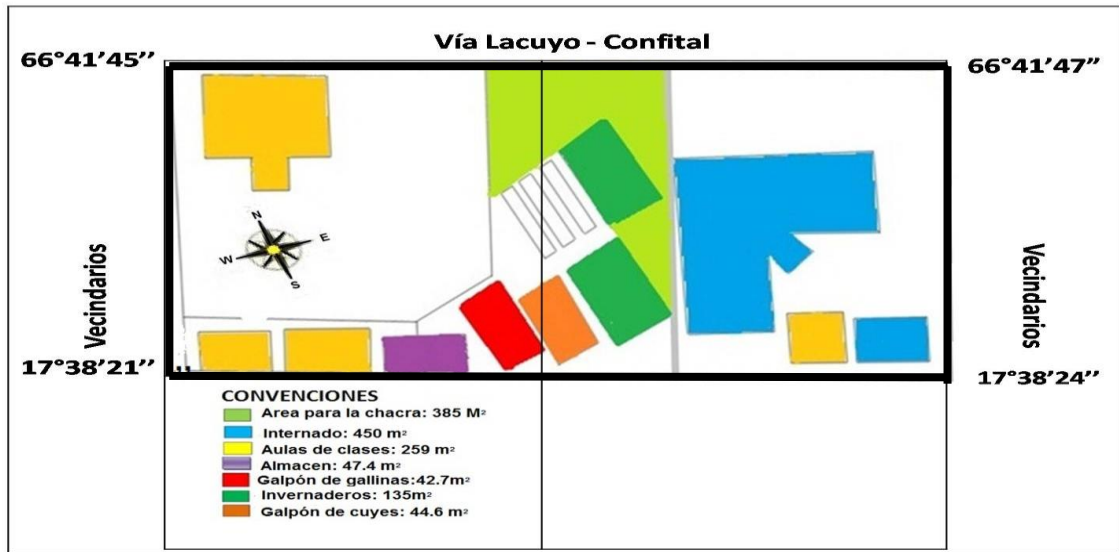 Vía Lacuyo - Confital
66°41'45''
66°41'47''
N
E
W
S
Vecindarios
Vecindarios
17°38'21''
17°38'24''
CONVENCIONES
Area para la chacra: 385 M²
Internado: 450 m²
Aulas de clases: 259 m²
Almacen: 47.4 m²
Galpón de gallinas:42.7m²
Invernaderos: 135m²
Galpón de cuyes: 44.6 m²